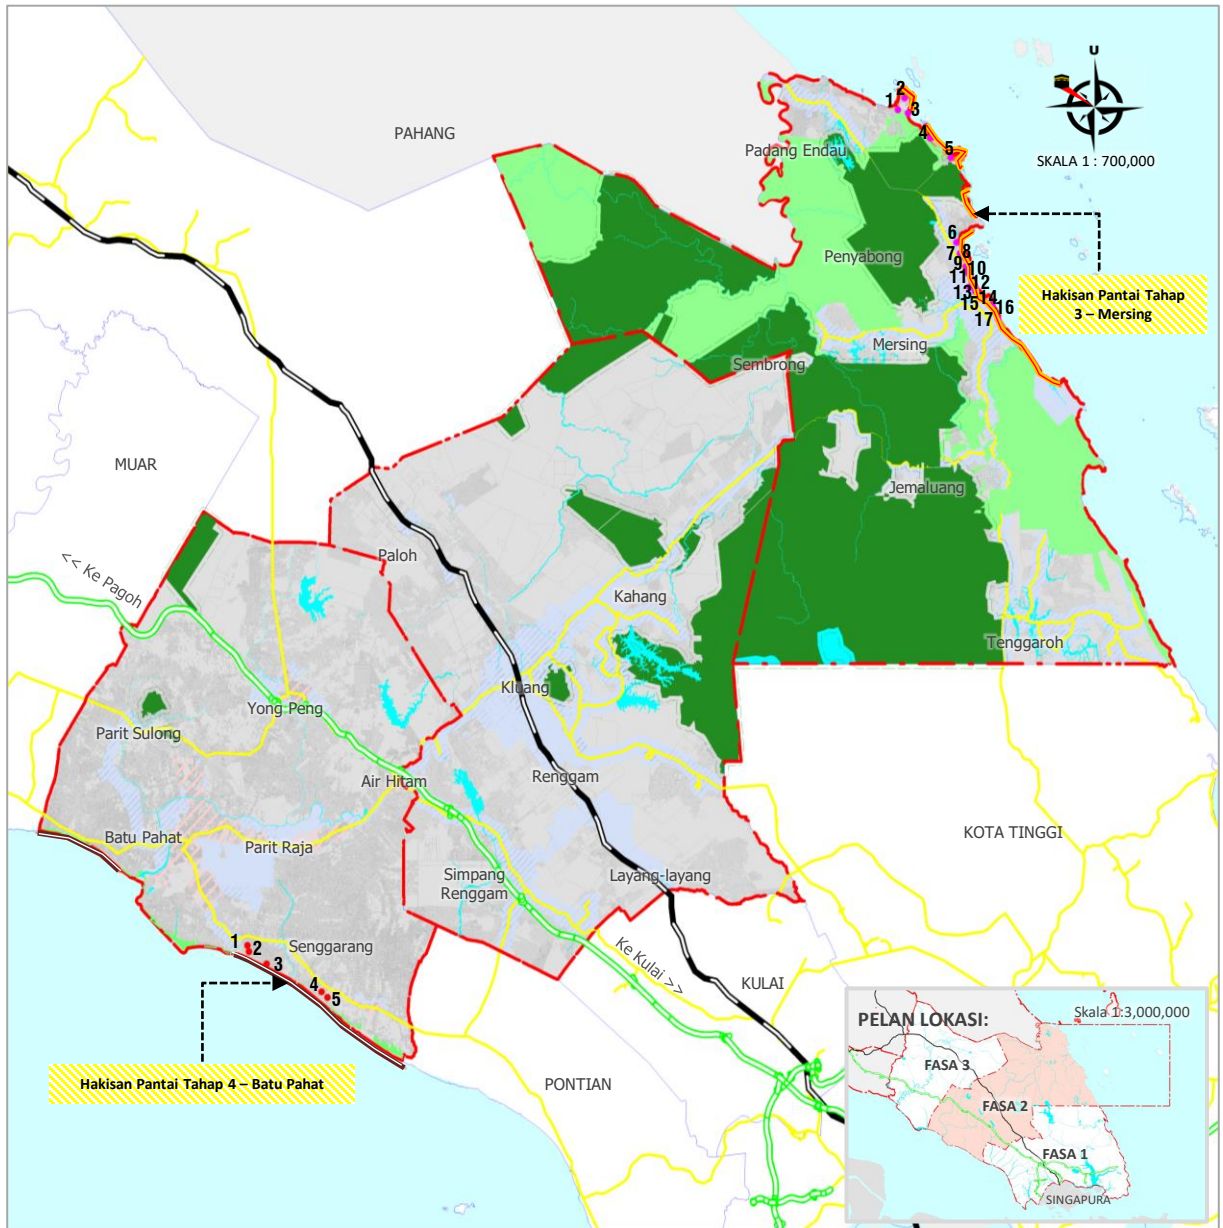 U
SKALA 1 : 700,000
PAHANG
1
2
3
4
5
Padang Endau
Penyabong
6
7
8
9
10
11
12
13
14
15
16
17
Hakisan Pantai Tahap
3 – Mersing
Mersing
Sembrong
MUAR
Jemaluang
<< Ke Pagoh
Paloh
Kahang
Tenggaroh
Kluang
Yong Peng
Parit Sulong
Air Hitam
Renggam
KOTA TINGGI
Batu Pahat
Parit Raja
Simpang
Renggam
Layang-layang
1
2
Senggarang
3
4
5
Ke Kulai >>
KULAI
Hakisan Pantai Tahap 4 – Batu Pahat
PONTIAN
PELAN LOKASI:
Skala 1:3,000,000
FASA 3
FASA 2
FASA 1
SINGAPURA